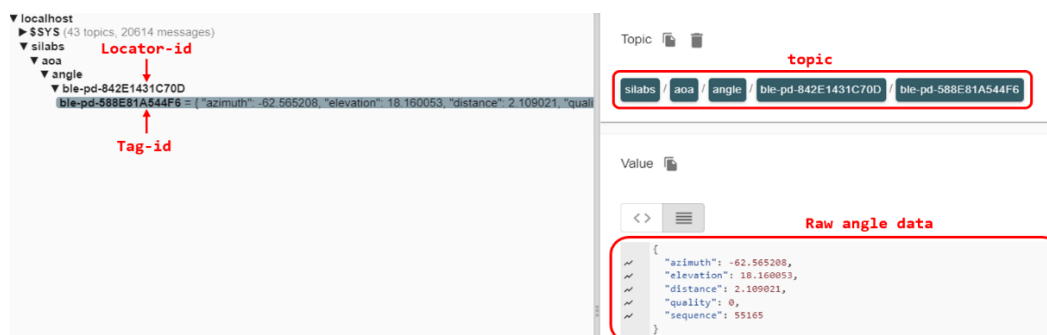 ▼ localhost
▶ $SYS (43 topics, 20614 messages)
▼ silabs
Locator-id
▼ aoa
▼ angle
▼ ble-pd-842E1431C70D
ble-pd-588E81A544F6 = { "azimuth": -62.565208, "elevation": 18.160053, "distance": 2.109021, "quali
Tag-id
Topic
topic
silabs / aoa / angle / ble-pd-842E1431C70D / ble-pd-588E81A544F6
Value
<>
Raw angle data
{
"azimuth": -62.565208,
"elevation": 18.160053,
"distance": 2.109021,
"quality": 0,
"sequence": 55165
}